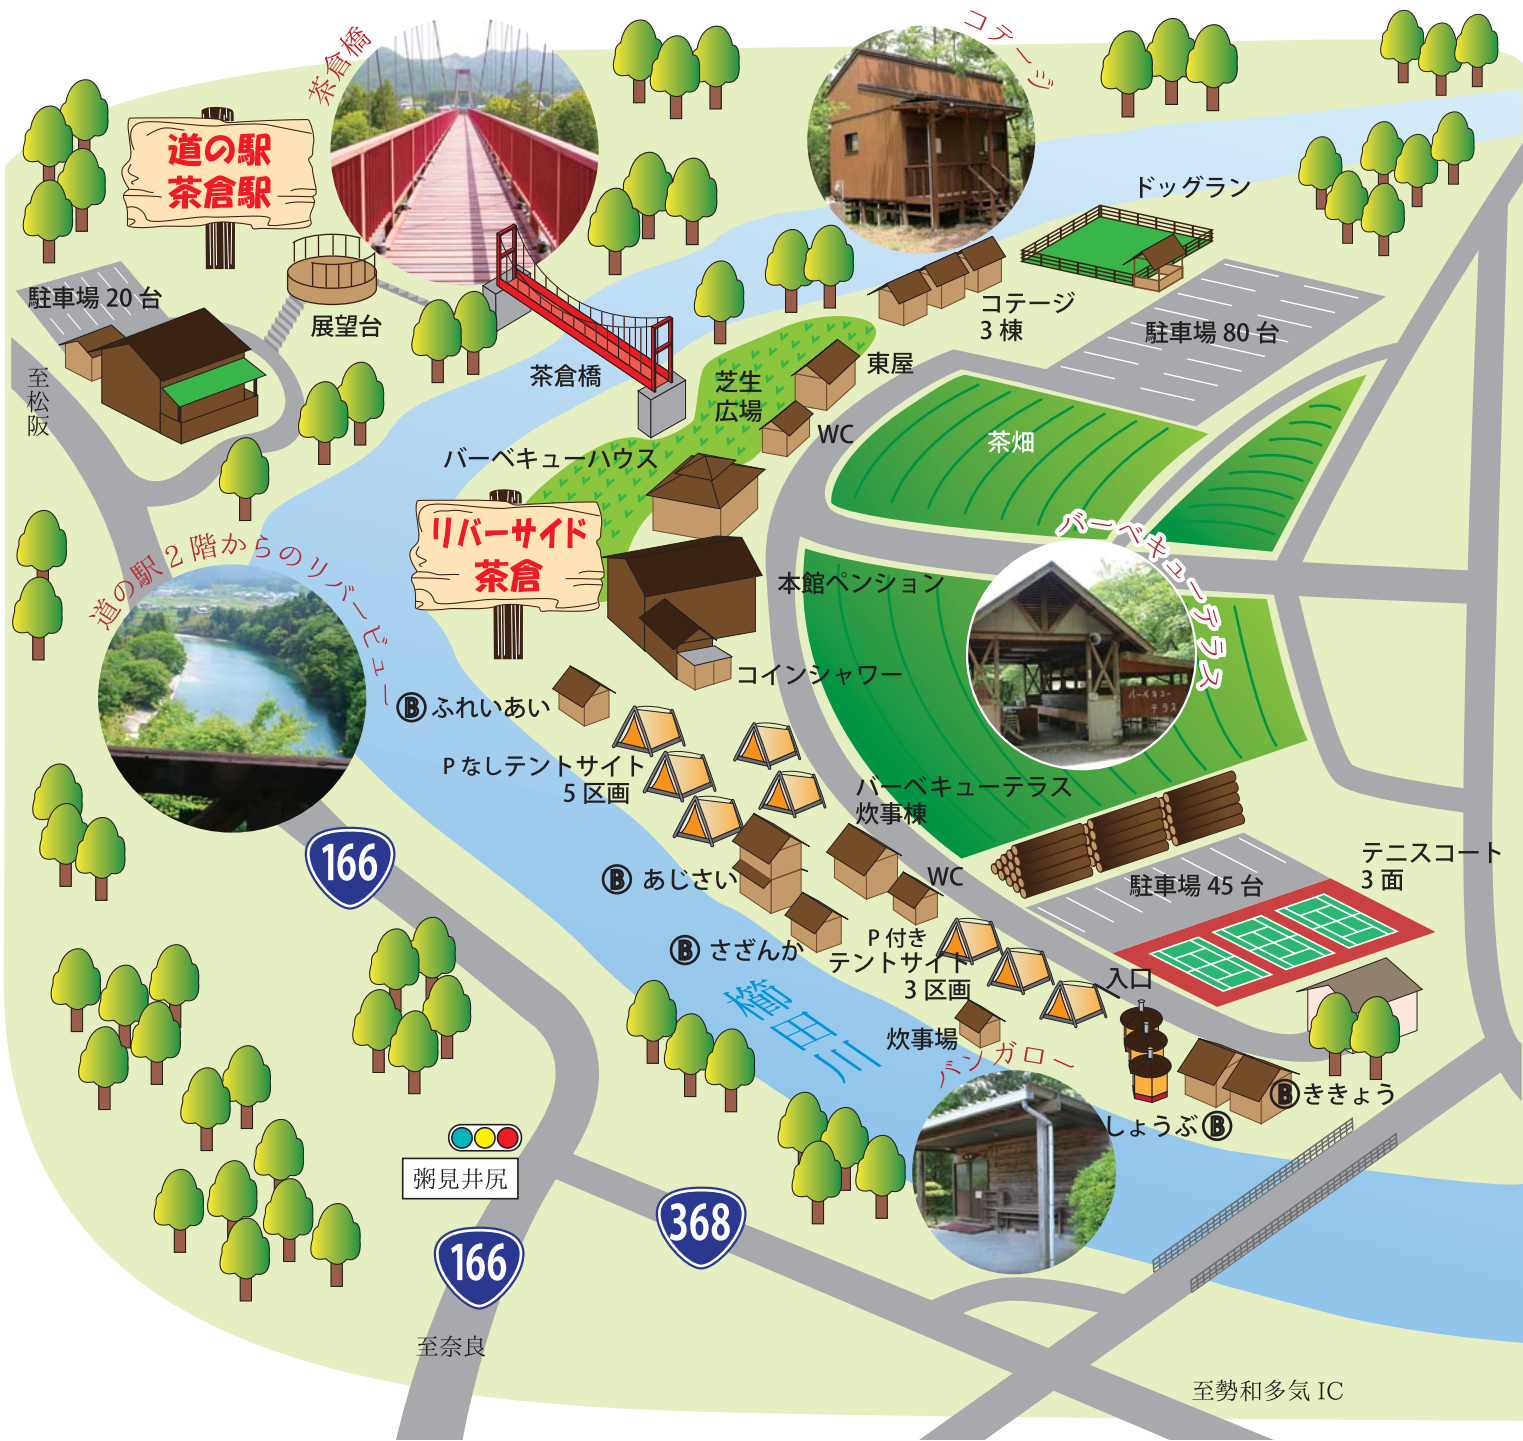 茶倉橋
コテージ
道の駅
茶倉駅
ドッグラン
駐車場 20 台
展望台
コテージ
3 棟
駐車場 80 台
至松阪
茶倉橋
芝生
広場
東屋
WC
茶畑
バーベキューハウス
リバーサイド
茶倉
道の駅 2 階からのリバービュー
バーベキューテラス
本館ペンション
コインシャワー
バーベキュー
テラス
B ふれいあい
P なしテントサイト
5 区画
バーベキューテラス
炊事棟
166
B あじさい
WC
駐車場 45 台
テニスコート
3 面
B さざんか
P 付き
テントサイト
3 区画
入口
櫛田川
炊事場
バンガロー
B ききょう
しょうぶ B
粥見井尻
368
166
至奈良
至勢和多気 IC